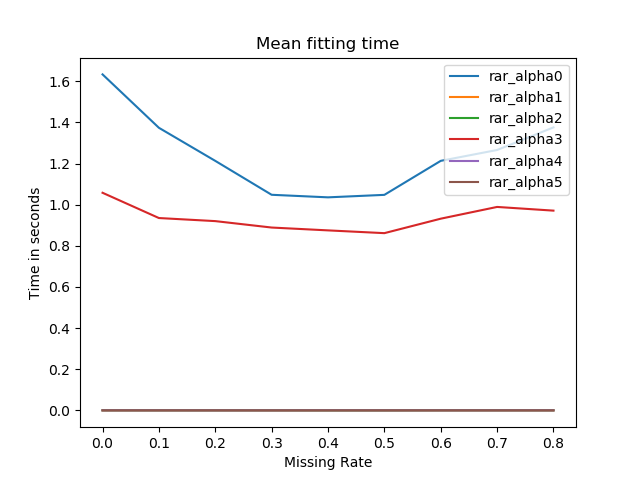 Mean fitting time
rar_alpha0
rar_alpha1
rar_alpha2
rar_alpha3
rar_alpha4
rar_alpha5
1.6
1.4
1.2
1.0
0.8
0.6
0.4
0.2
0.0
Time in seconds
0.0 0.1 0.2 0.3 0.4 0.5 0.6 0.7 0.8
Missing Rate